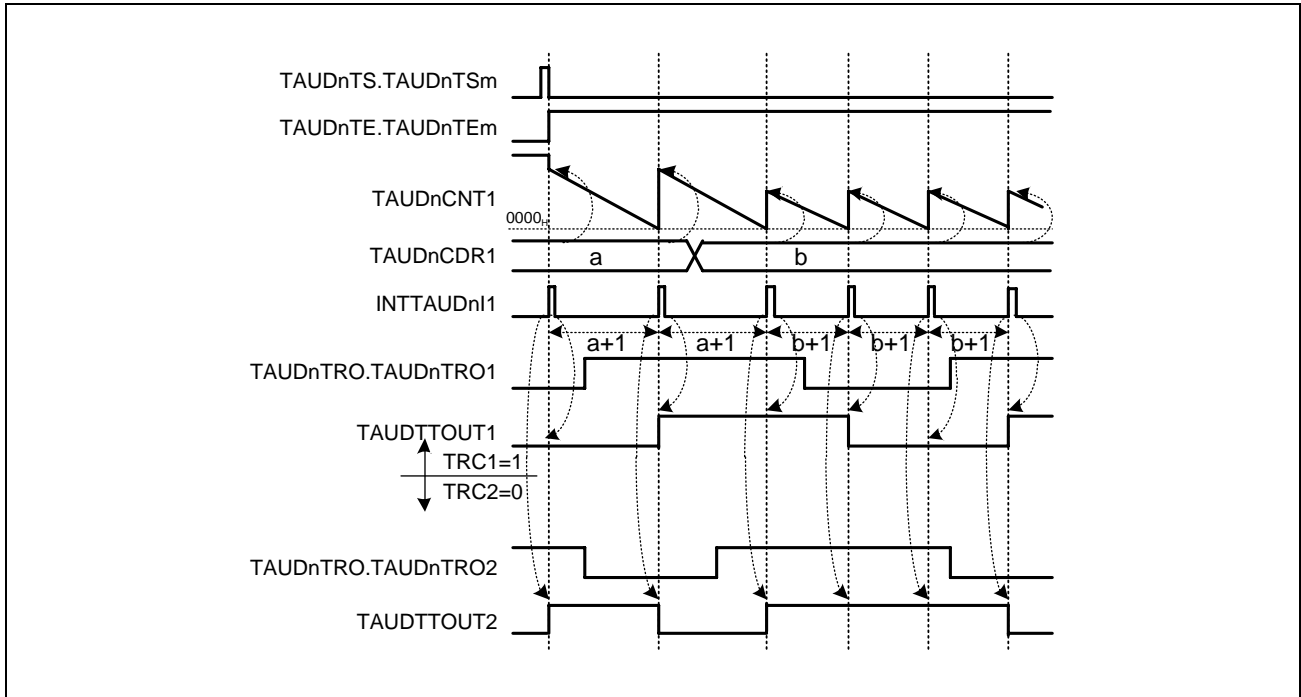 TAUDnTS.TAUDnTSm
TAUDnTE.TAUDnTEm
TAUDnCNT1
0000H
TAUDnCDR1
a
b
INTTAUDnI1
a+1
a+1
b+1
b+1
b+1
TAUDnTRO.TAUDnTRO1
TAUDTTOUT1
TRC1=1
TRC2=0
TAUDnTRO.TAUDnTRO2
TAUDTTOUT2